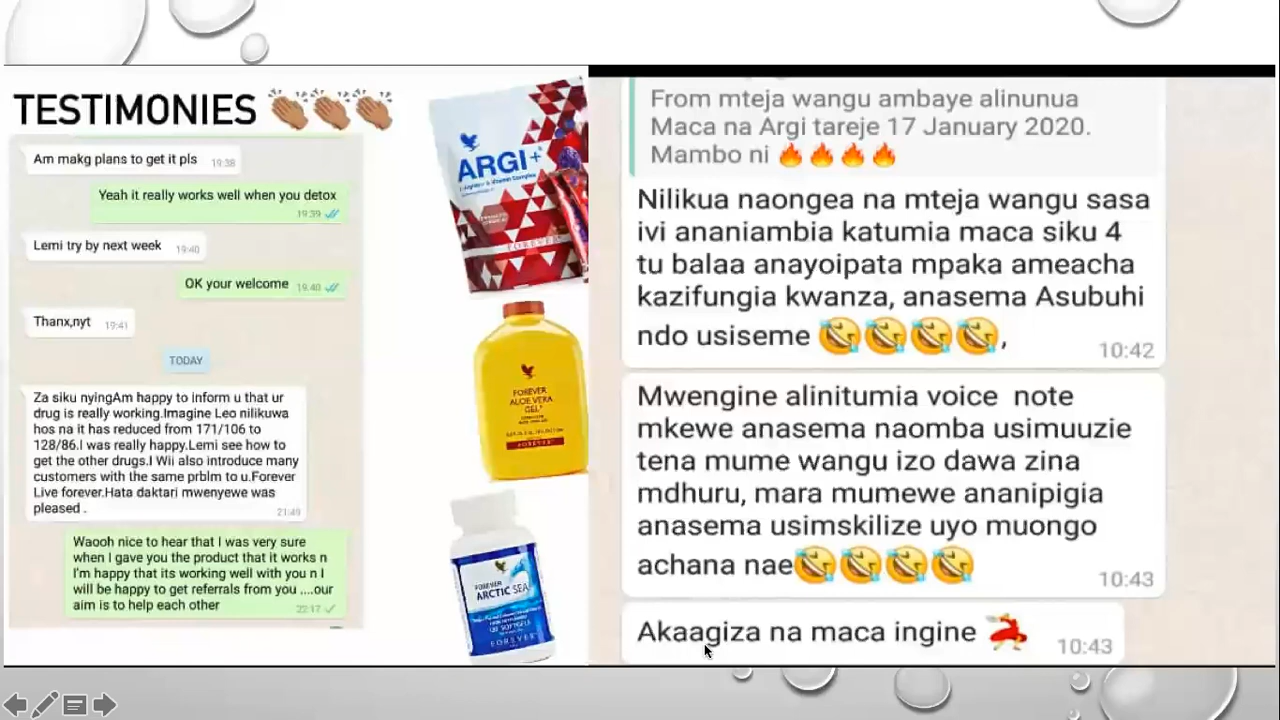 TESTIMONIES 👏🏽👏🏽👏🏽
Am makg plans to get it pls 19:38
Yeah it really works well when you detox
19:39
Lemi try by next week 19:40
OK your welcome 19:40
Thanx,nyt 19:41
TODAY
Za siku nyingAm happy to inform u that ur
drug is really working.Imagine Leo nilikuwa
hos na it has reduced from 171/106 to
128/86.I was really happy.Lemi see how to
get the other drugs.I Wii also introduce many
customers with the same prblm to u.Forever
Live forever.Hata daktari mwenyewe was
pleased .
21:49
Waooh nice to hear that I was very sure
when I gave you the product that it works n
I'm happy that its working well with you n I
will be happy to get referrals from you ....our
aim is to help each other 22:17
ARGI+
FOREVER
FOREVER
ALOE VERA
GEL
FOREVER
FOREVER
ARCTIC SEA
120 SOFTGELS
FOREVER
From mteja wangu ambaye alinunua
Maca na Argi tareje 17 January 2020.
Mambo ni 🔥🔥🔥🔥
Nilikua naongea na mteja wangu sasa
ivi ananiambia katumia maca siku 4
tu balaa anayoipata mpaka ameacha
kazifungia kwanza, anasema Asubuhi
ndo usiseme 🤣🤣🤣🤣,
10:42
Mwengine alinitumia voice note
mkewe anasema naomba usimuuzie
tena mume wangu izo dawa zina
mdhuru, mara mumewe ananipigia
anasema usimskilize uyo muongo
achana nae🤣🤣🤣🤣
10:43
Akaagiza na maca ingine 💃
10:43